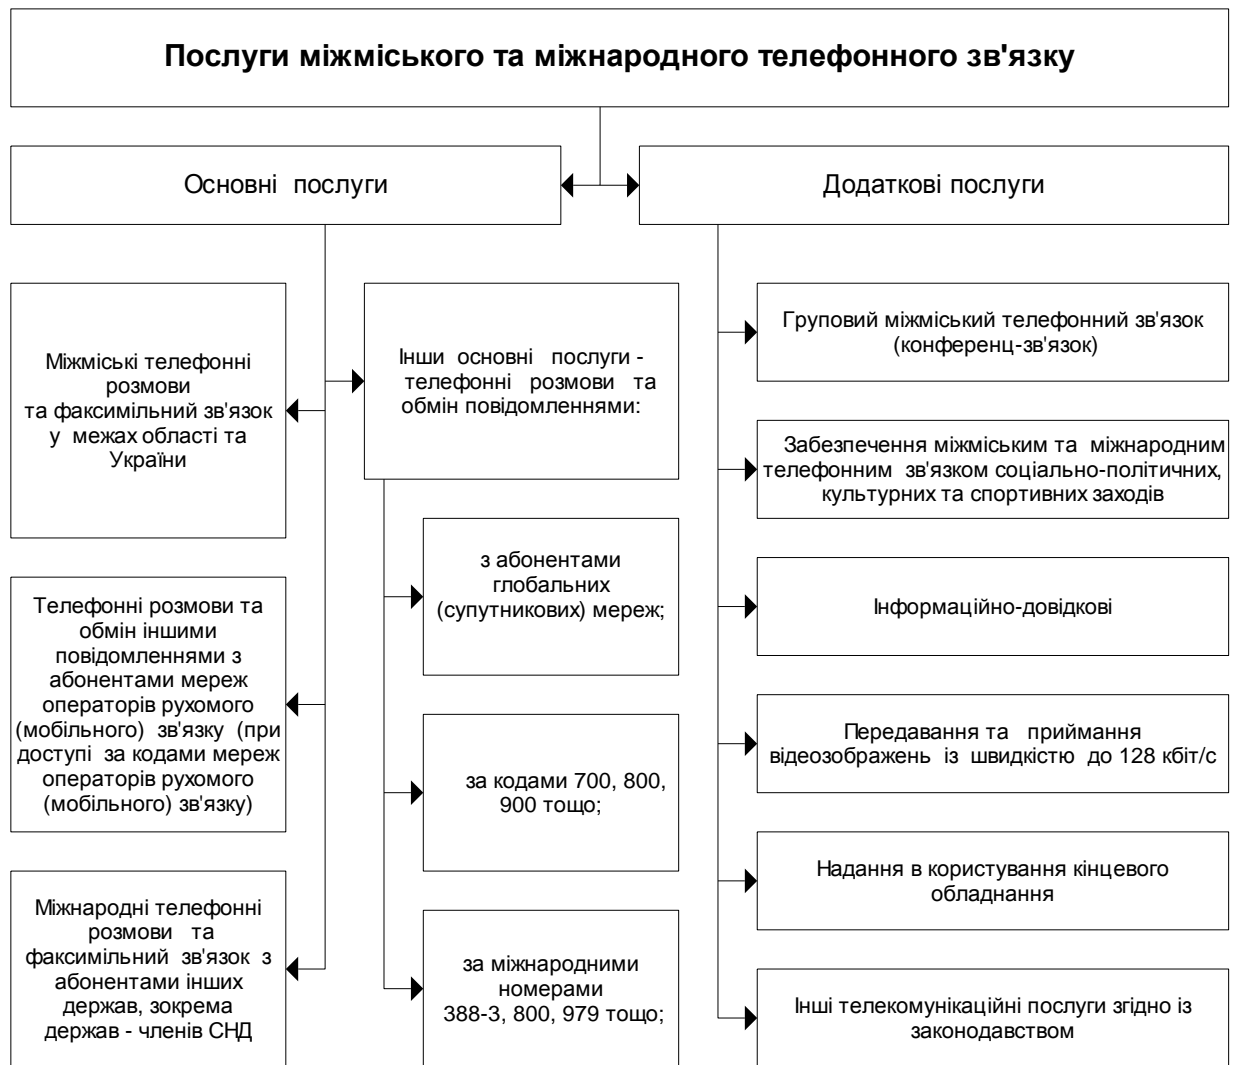 Послуги міжміського та міжнародного телефонного зв'язку
Основні послуги
Додаткові послуги
Міжміські телефонні
розмови
та факсимільний зв'язок
у межах області та
України
Телефонні розмови та
обмін іншими
повідомленнями з
абонентами мереж
операторів рухомого
(мобільного) зв'язку (при
доступі за кодами мереж
операторів рухомого
(мобільного) зв'язку)
Міжнародні телефонні
розмови та
факсимільний зв'язок з
абонентами інших
держав, зокрема
держав - членів СНД
Інши основні послуги -
телефонні розмови та
обмін повідомленнями:
з абонентами
глобальних
(супутникових) мереж;
за кодами 700, 800,
900 тощо;
за міжнародними
номерами
388-3, 800, 979 тощо;
Груповий міжміський телефонний зв'язок
(конференц-зв'язок)
Забезпечення міжміським та міжнародним
телефонним зв'язком соціально-політичних,
культурних та спортивних заходів
Інформаційно-довідкові
Передавання та приймання
відеозображень із швидкістю до 128 кбіт/с
Надання в користування кінцевого
обладнання
Інші телекомунікаційні послуги згідно із
законодавством